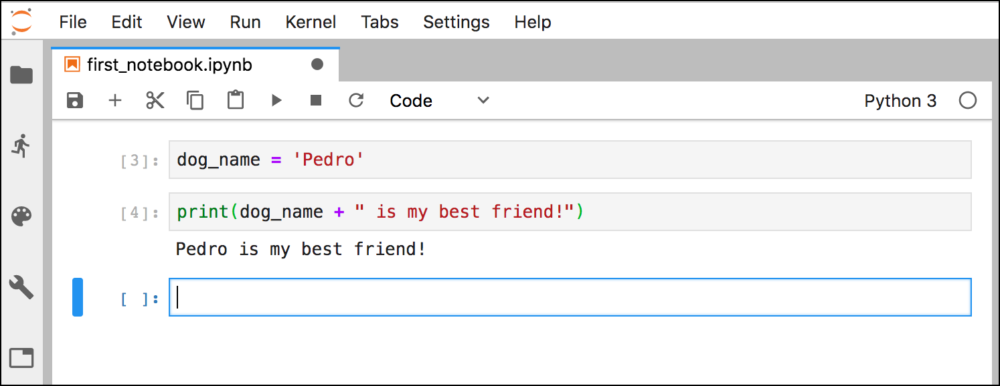 File Edit View Run Kernel Tabs Settings Help
first_notebook.ipynb
Code Python 3
[3]: dog_name = 'Pedro'
[4]: print(dog_name + " is my best friend!")
Pedro is my best friend!
[ ]: